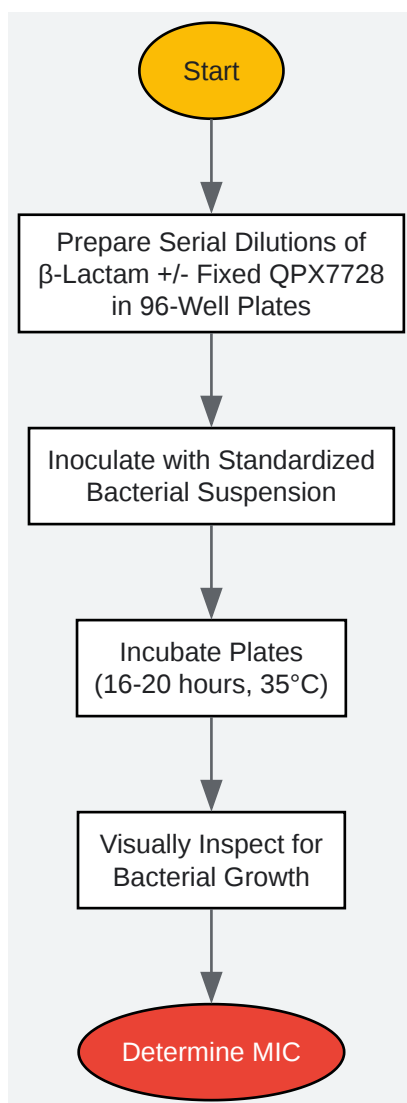 Start
Prepare Serial Dilutions of
β-Lactam +/- Fixed QPX7728
in 96-Well Plates
Inoculate with Standardized
Bacterial Suspension
Incubate Plates
(16-20 hours, 35°C)
Visually Inspect for
Bacterial Growth
Determine MIC